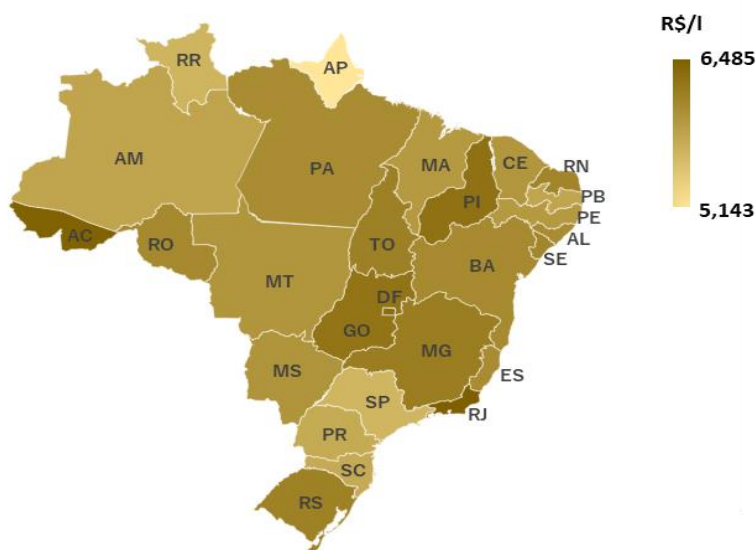 R$/l
6,485
5,143
RR
AP
AM
PA
MA
CE
RN
PB
PI
PE
AC
RO
TO
AL
SE
BA
MT
DF
GO
MG
MS
ES
SP
RJ
PR
SC
RS